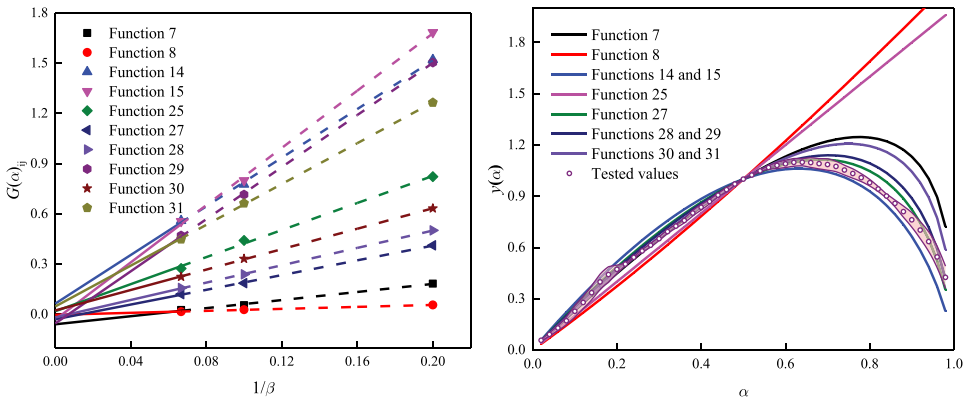 1.8
1.5
1.2
0.9
0.6
0.3
0.0
G(α)ij
Function 7
Function 8
Function 14
Function 15
Function 25
Function 27
Function 28
Function 29
Function 30
Function 31
0.00 0.04 0.08 0.12 0.16 0.20
1/β
1.8
1.5
1.2
0.9
0.6
0.3
0.0
y(α)
Function 7
Function 8
Functions 14 and 15
Function 25
Function 27
Functions 28 and 29
Functions 30 and 31
Tested values
0.0 0.2 0.4 0.6 0.8 1.0
α